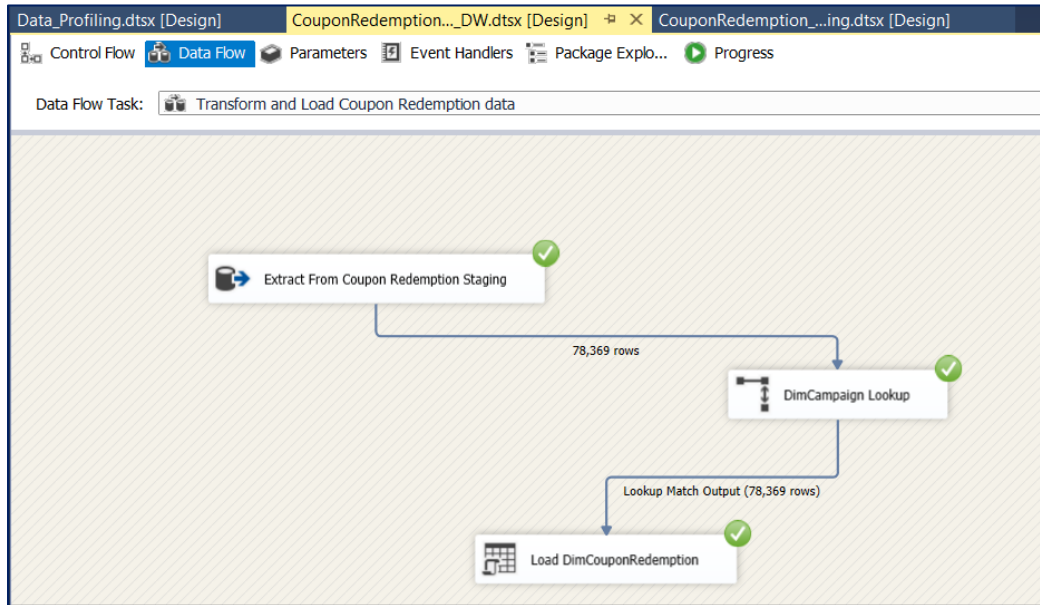 Data_Profiling.dtsx [Design] CouponRedemption..._DW.dtsx [Design] CouponRedemption_...ing.dtsx [Design]
Control Flow Data Flow Parameters Event Handlers Package Explo... Progress
Data Flow Task: Transform and Load Coupon Redemption data
Extract From Coupon Redemption Staging
78,369 rows
DimCampaign Lookup
Lookup Match Output (78,369 rows)
Load DimCouponRedemption